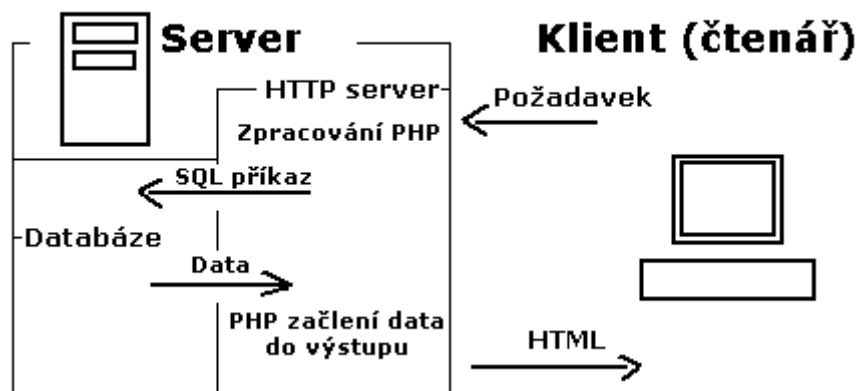 Server
Klient (čtenář)
HTTP server
Požadavek
Zpracování PHP
SQL příkaz
Databáze
Data
PHP začlení data
do výstupu
HTML